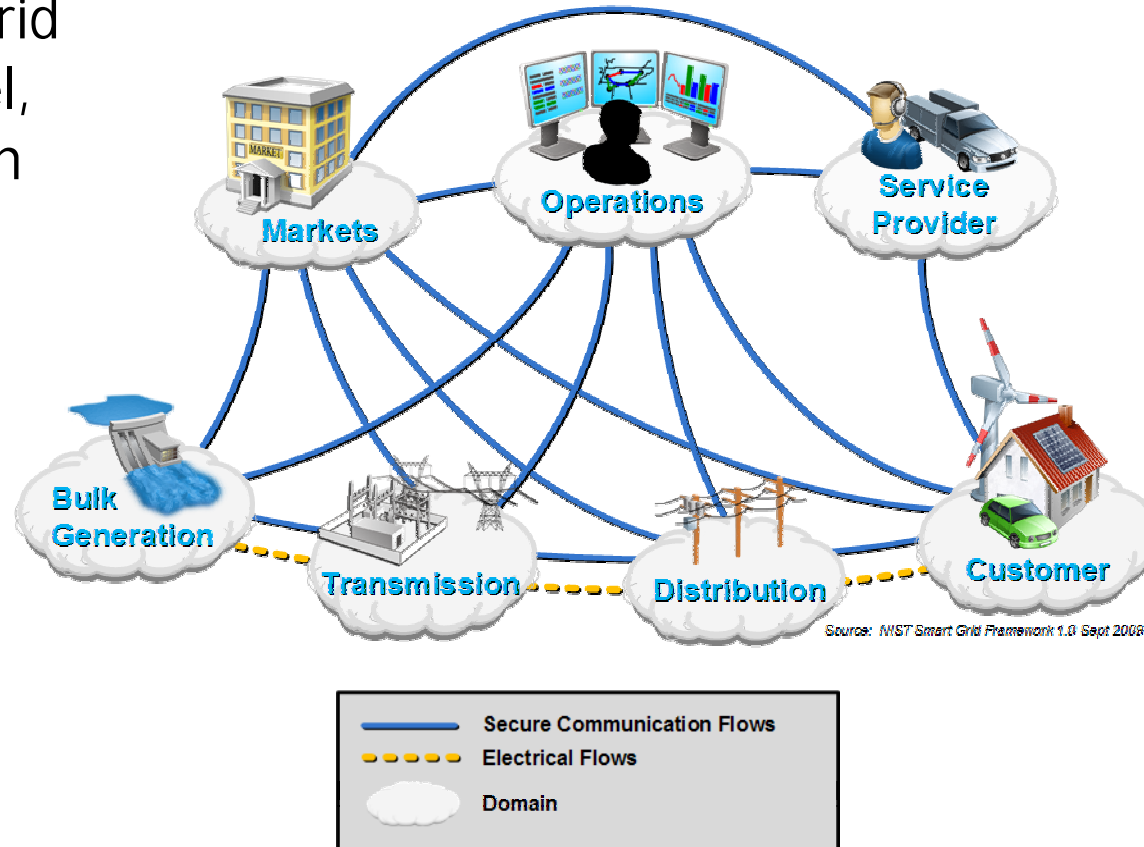 rid
el,
n
MARKET
Markets
Operations
Service
Provider
Bulk
Generation
Transmission
Distribution
Customer
Source: NIST Smart Grid Framework 1.0 Sept 2009
Secure Communication Flows
Electrical Flows
Domain